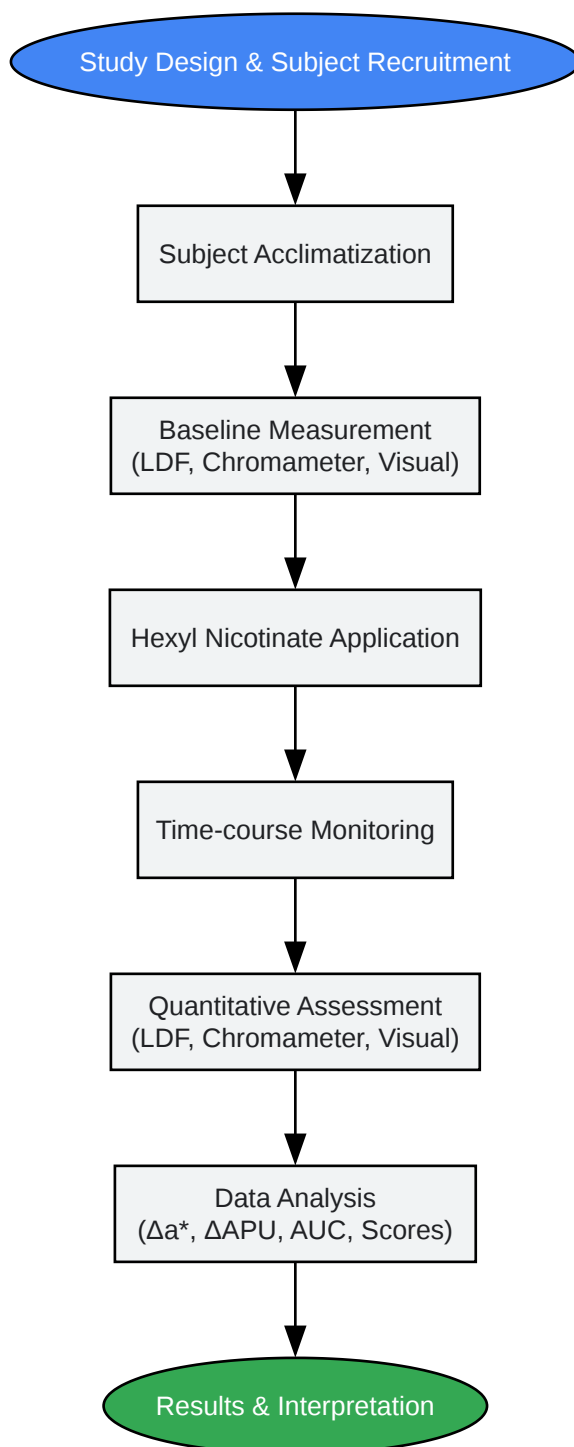 Study Design & Subject Recruitment
Subject Acclimatization
Baseline Measurement
(LDF, Chromameter, Visual)
Hexyl Nicotinate Application
Time-course Monitoring
Quantitative Assessment
(LDF, Chromameter, Visual)
Data Analysis
(Δa*, ΔAPU, AUC, Scores)
Results & Interpretation